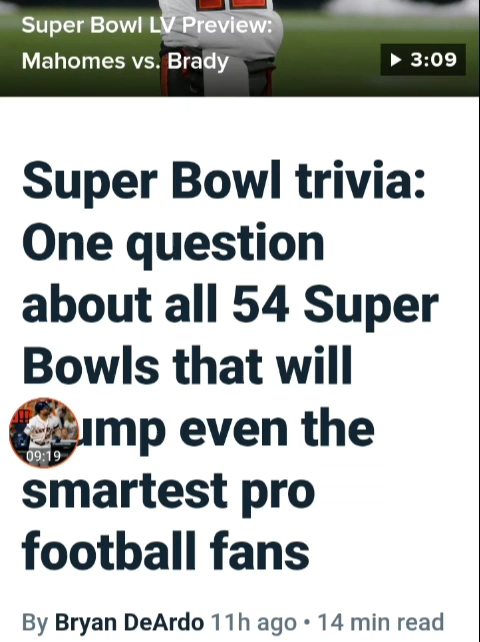 Super Bowl LV Preview:
Mahomes vs. Brady
3:09
Super Bowl trivia:
One question
about all 54 Super
Bowls that will
ump even the
09:19
smartest pro
football fans
By Bryan DeArdo 11h ago • 14 min read